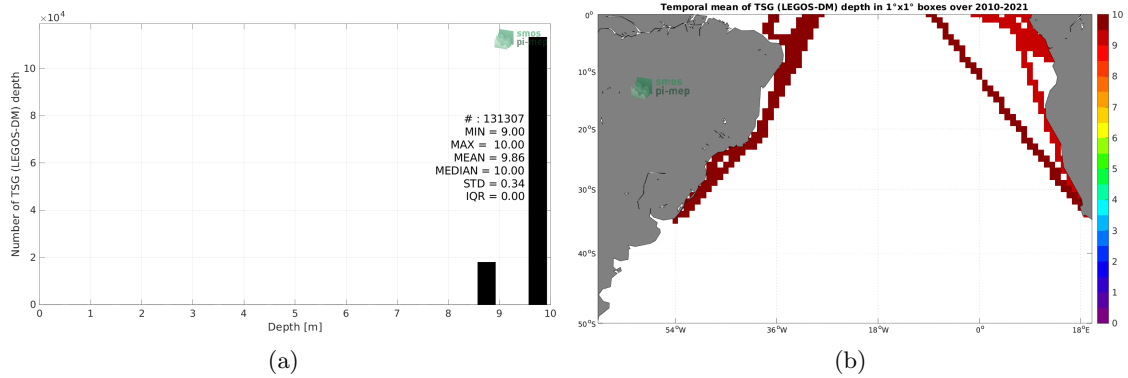 ×10⁴
10
8
6
4
2
0
Number of TSG (LEGOS-DM) depth
smos
pi-mep
# : 131307
MIN = 9.00
MAX = 10.00
MEAN = 9.86
MEDIAN = 10.00
STD = 0.34
IQR = 0.00
0 1 2 3 4 5 6 7 8 9 10
Depth [m]
(a)
Temporal mean of TSG (LEGOS-DM) depth in 1°x1° boxes over 2010-2021
0°
10°S
20°S
30°S
40°S
50°S
smos
pi-mep
54°W 36°W 18°W 0° 18°E
10
9
8
7
6
5
4
3
2
1
0
(b)